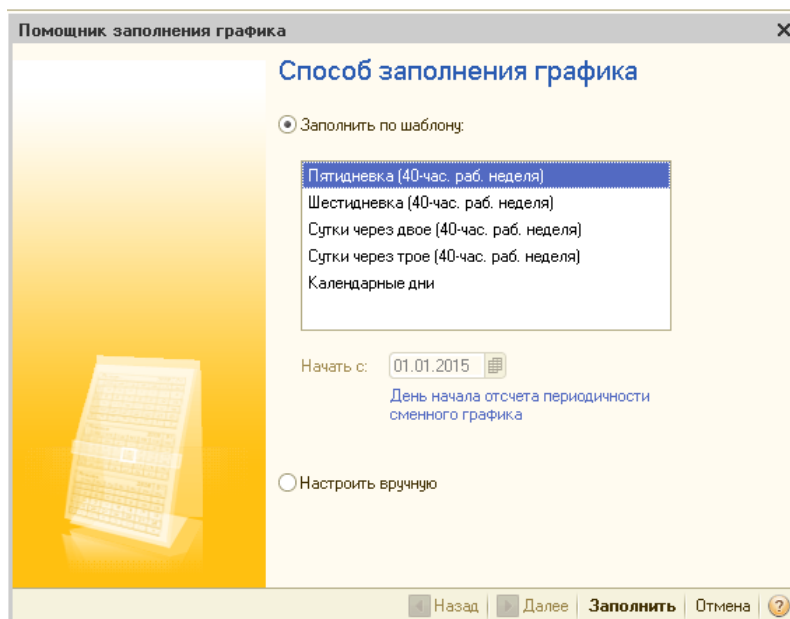 Помощник заполнения графика
Способ заполнения графика
Заполнить по шаблону:
Пятидневка (40-час. раб. неделя)
Шестидневка (40-час. раб. неделя)
Сутки через двое (40-час. раб. неделя)
Сутки через трое (40-час. раб. неделя)
Календарные дни
Начать с: 01.01.2015
День начала отсчета периодичности
сменного графика
Настроить вручную
Назад Далее Заполнить Отмена ?